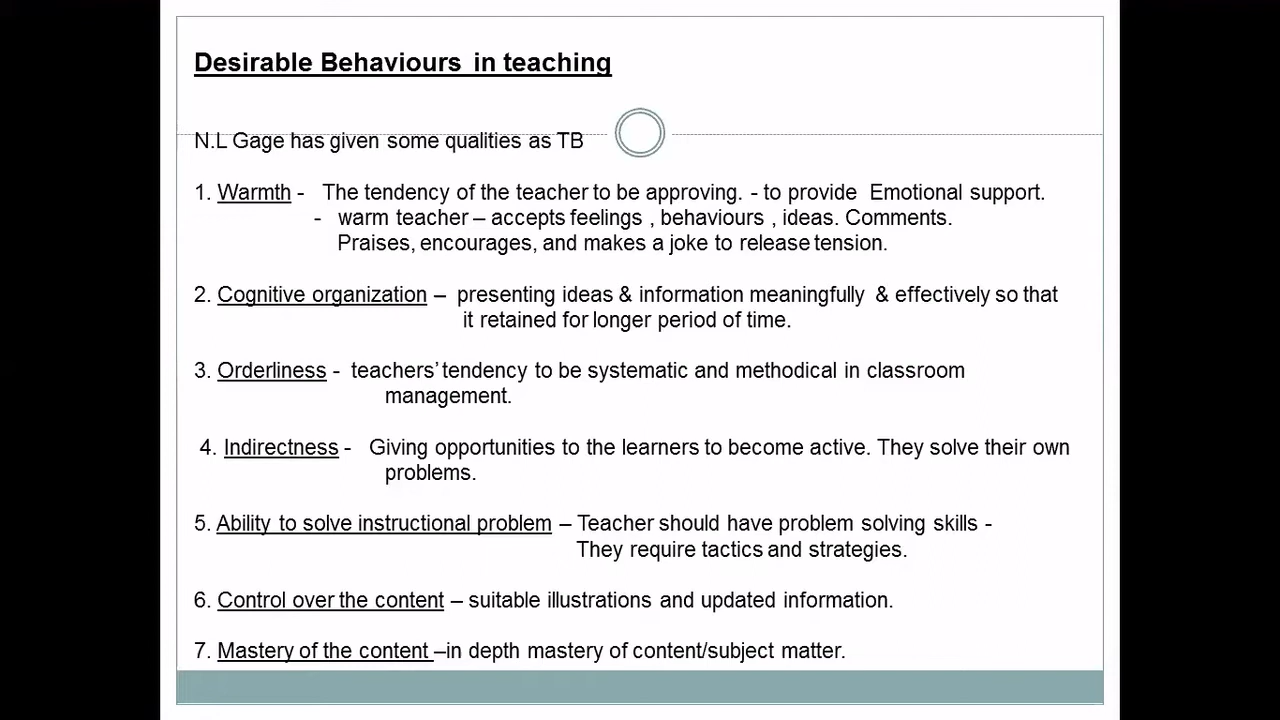 Desirable Behaviours in teaching
N.L Gage has given some qualities as TB
1. Warmth - The tendency of the teacher to be approving. - to provide Emotional support.
- warm teacher – accepts feelings , behaviours , ideas. Comments.
Praises, encourages, and makes a joke to release tension.
2. Cognitive organization – presenting ideas & information meaningfully & effectively so that
it retained for longer period of time.
3. Orderliness - teachers’ tendency to be systematic and methodical in classroom
management.
4. Indirectness - Giving opportunities to the learners to become active. They solve their own
problems.
5. Ability to solve instructional problem – Teacher should have problem solving skills -
They require tactics and strategies.
6. Control over the content – suitable illustrations and updated information.
7. Mastery of the content –in depth mastery of content/subject matter.